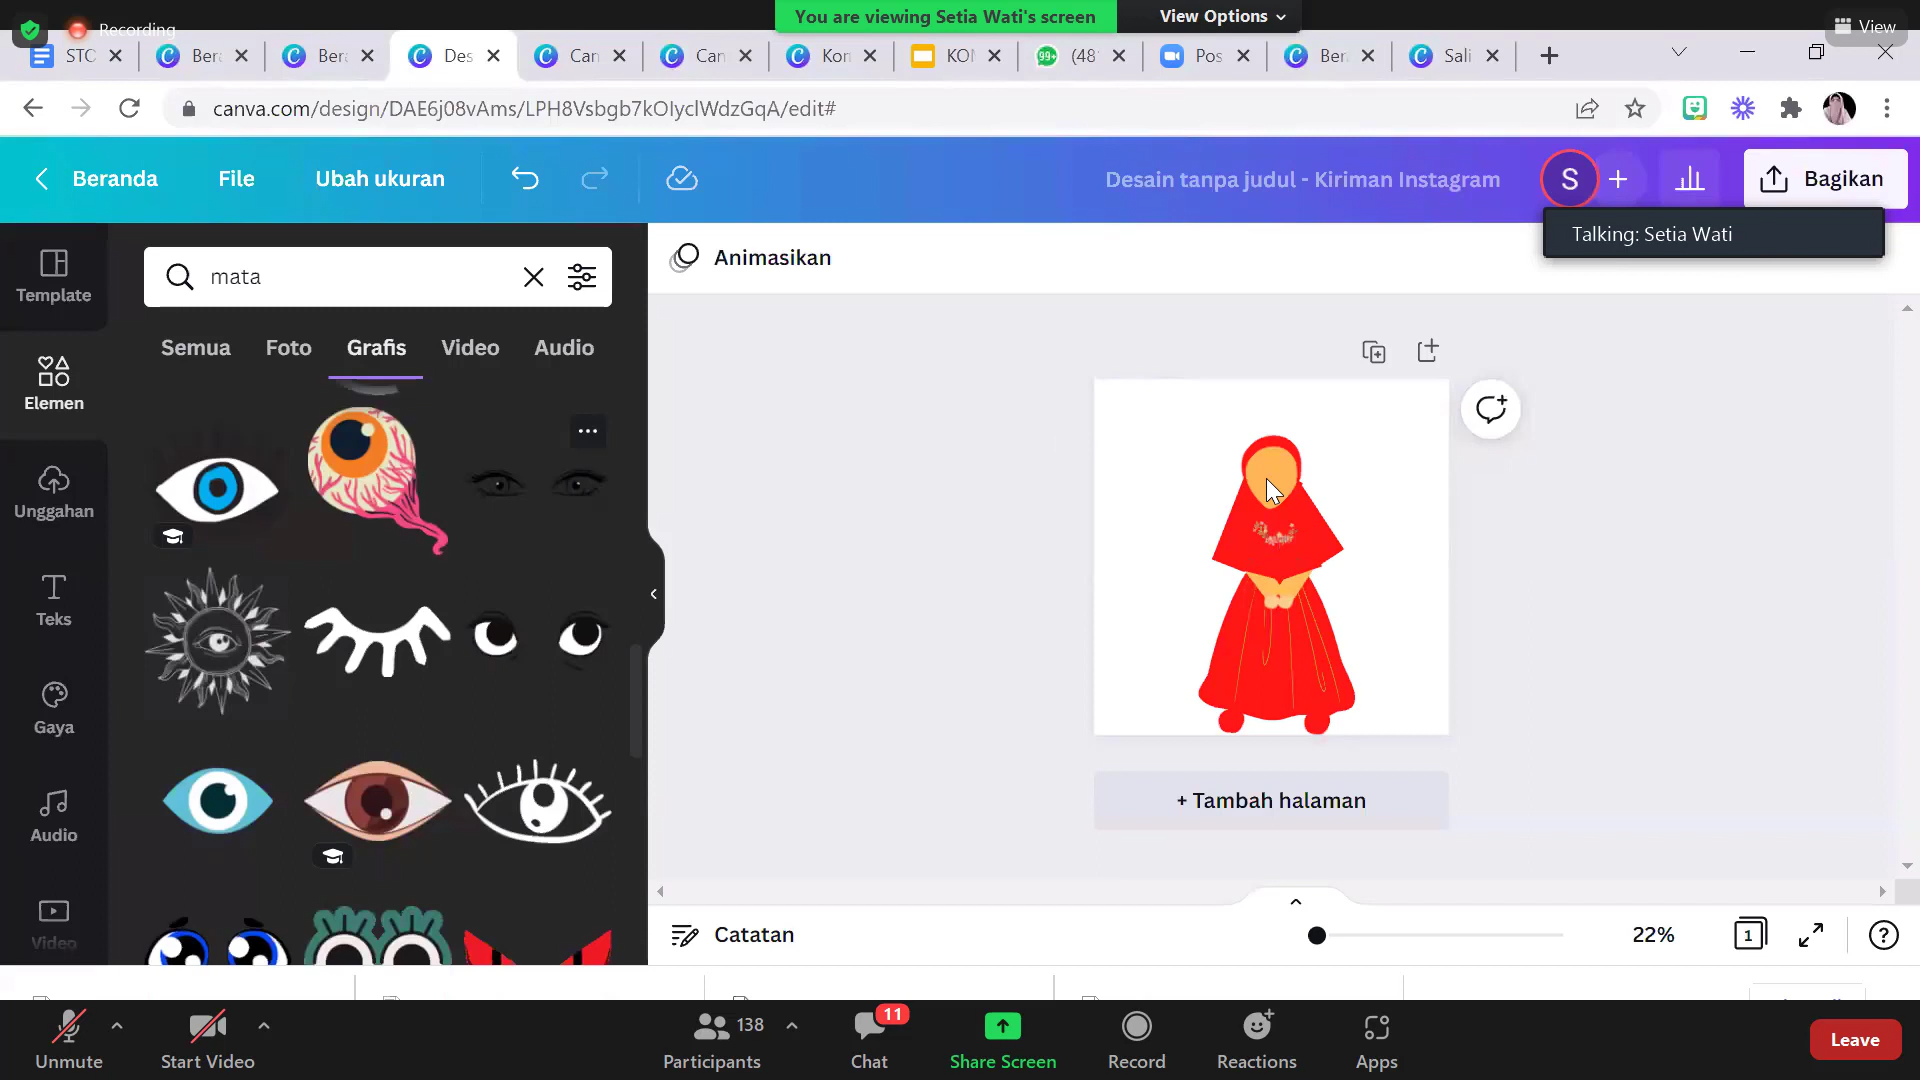 Recording
You are viewing Setia Wati's screen
View Options
View
STC
Ber
Ber
Des
Can
Can
Kon
KOI
(48
Pos
Ber
Sali
canva.com/design/DAE6j08vAms/LPH8Vsbgb7kOIyclWdzGqA/edit#
Beranda
File
Ubah ukuran
Desain tanpa judul - Kiriman Instagram
S
Bagikan
Talking: Setia Wati
Template
Elemen
Unggahan
Teks
Gaya
Audio
Video
mata
Semua
Foto
Grafis
Video
Audio
Animasikan
+ Tambah halaman
Catatan
22%
1
Unmute
Start Video
138
Participants
11
Chat
Share Screen
Record
Reactions
Apps
Leave